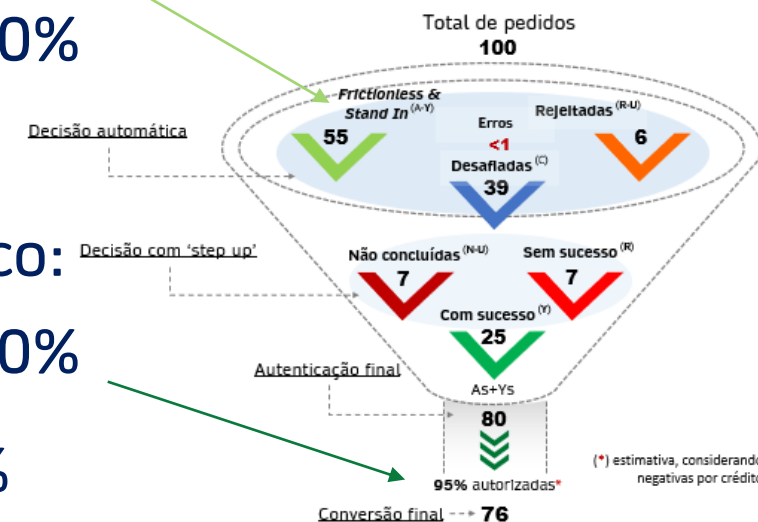 0%
Total de pedidos
100
Frictionless &
Stand In (A-Y)
55
Erros
<1
Rejeitadas (R-U)
6
Decisão automática
Desafiadas (C)
39
co:
Decisão com ‘step up’
Não concluídas (N-U)
7
Sem sucesso (R)
7
Com sucesso (Y)
25
0%
Autenticação final
As+Ys
80
%
95% autorizadas*
(*) estimativa, considerando
negativas por crédito
Conversão final
76